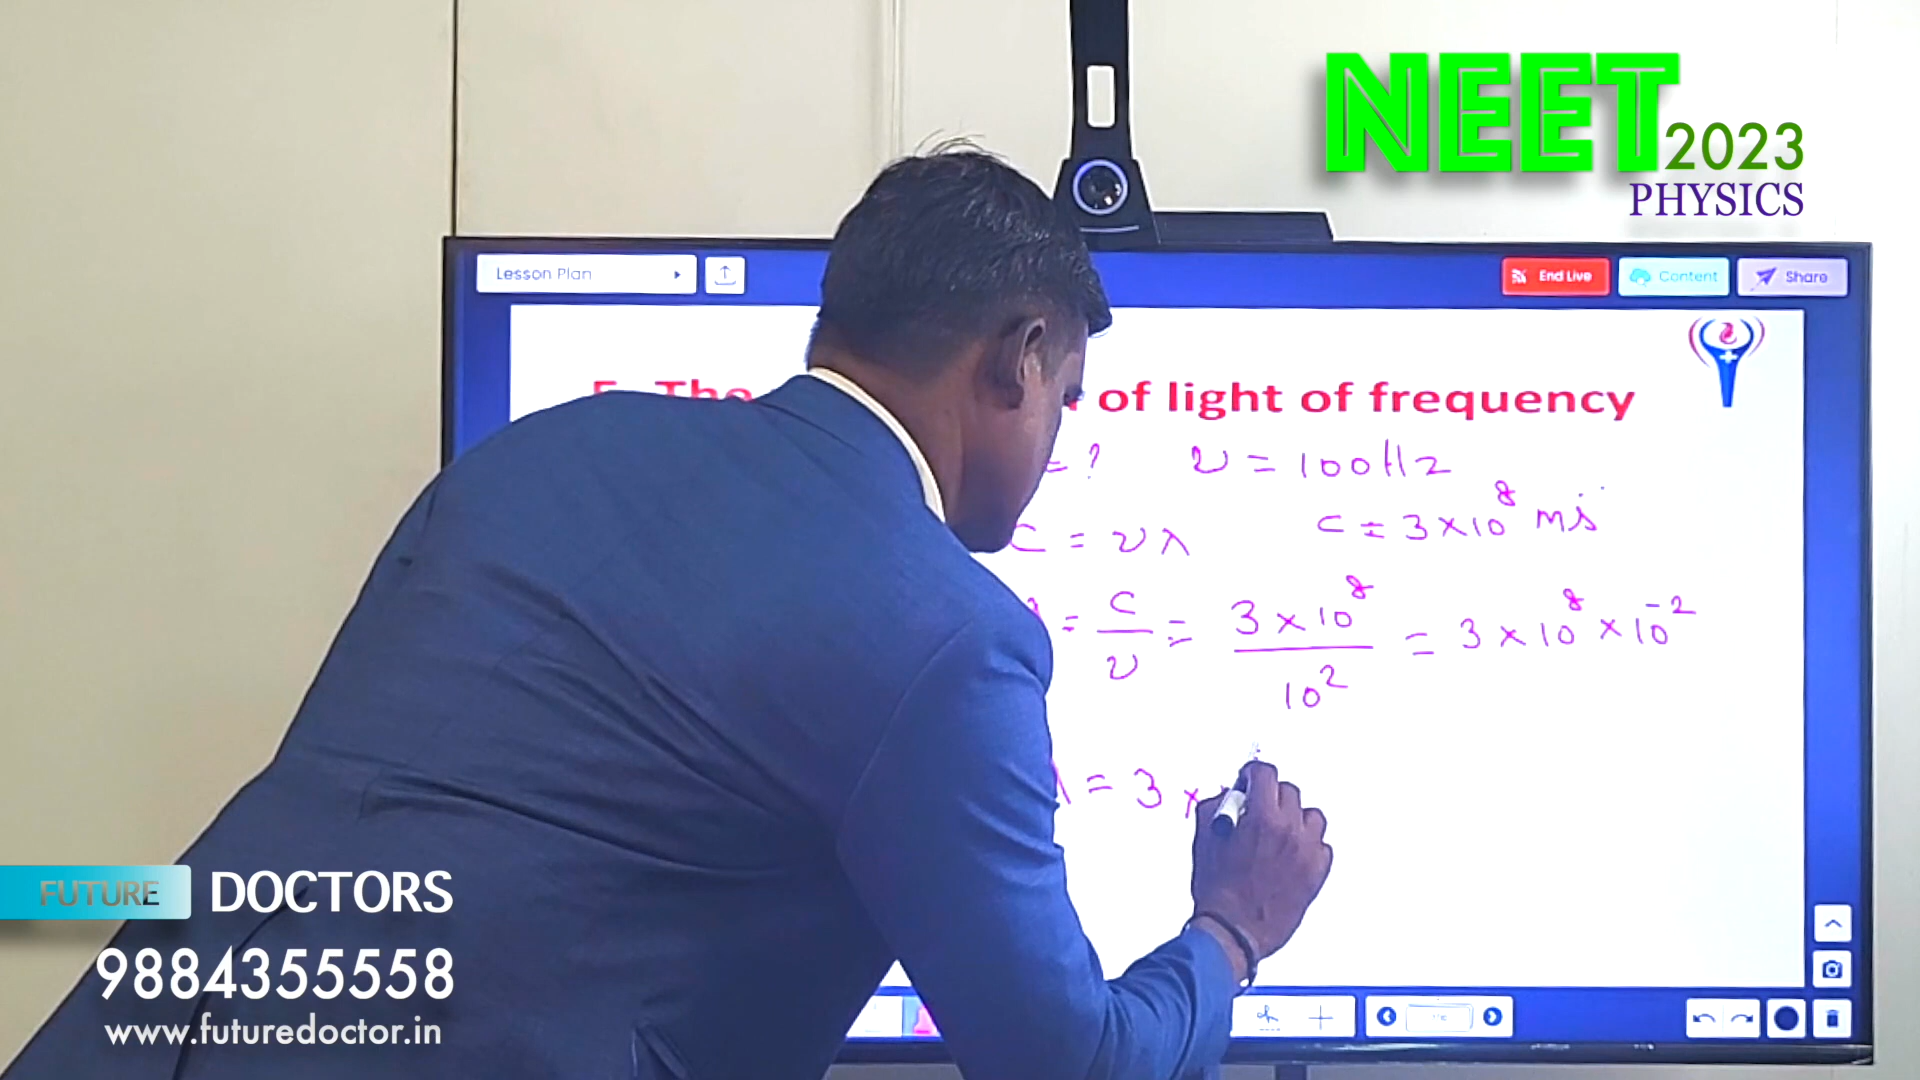 NEET 2023
PHYSICS
Lesson Plan
End Live
Content
Share
The of light of frequency
= ? ν = 100Hz
C = νλ
c = 3 × 10⁸ ms
= C/ν = 3 × 10⁸/10² = 3 × 10⁸ × 10⁻²
λ = 3 ×
FUTURE DOCTORS
9884355558
www.futuredoctor.in